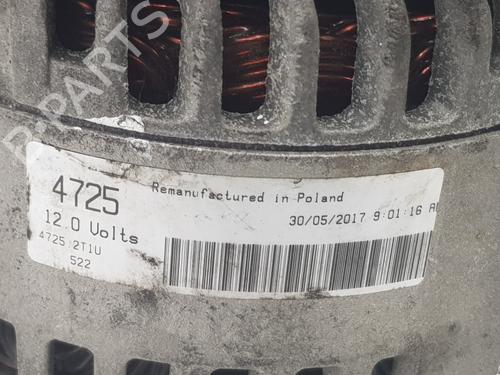 B-PARTS
4725
Remanufactured in Poland
12.0 Volts
30/05/2017 9:01:16
4725 2T1U
522